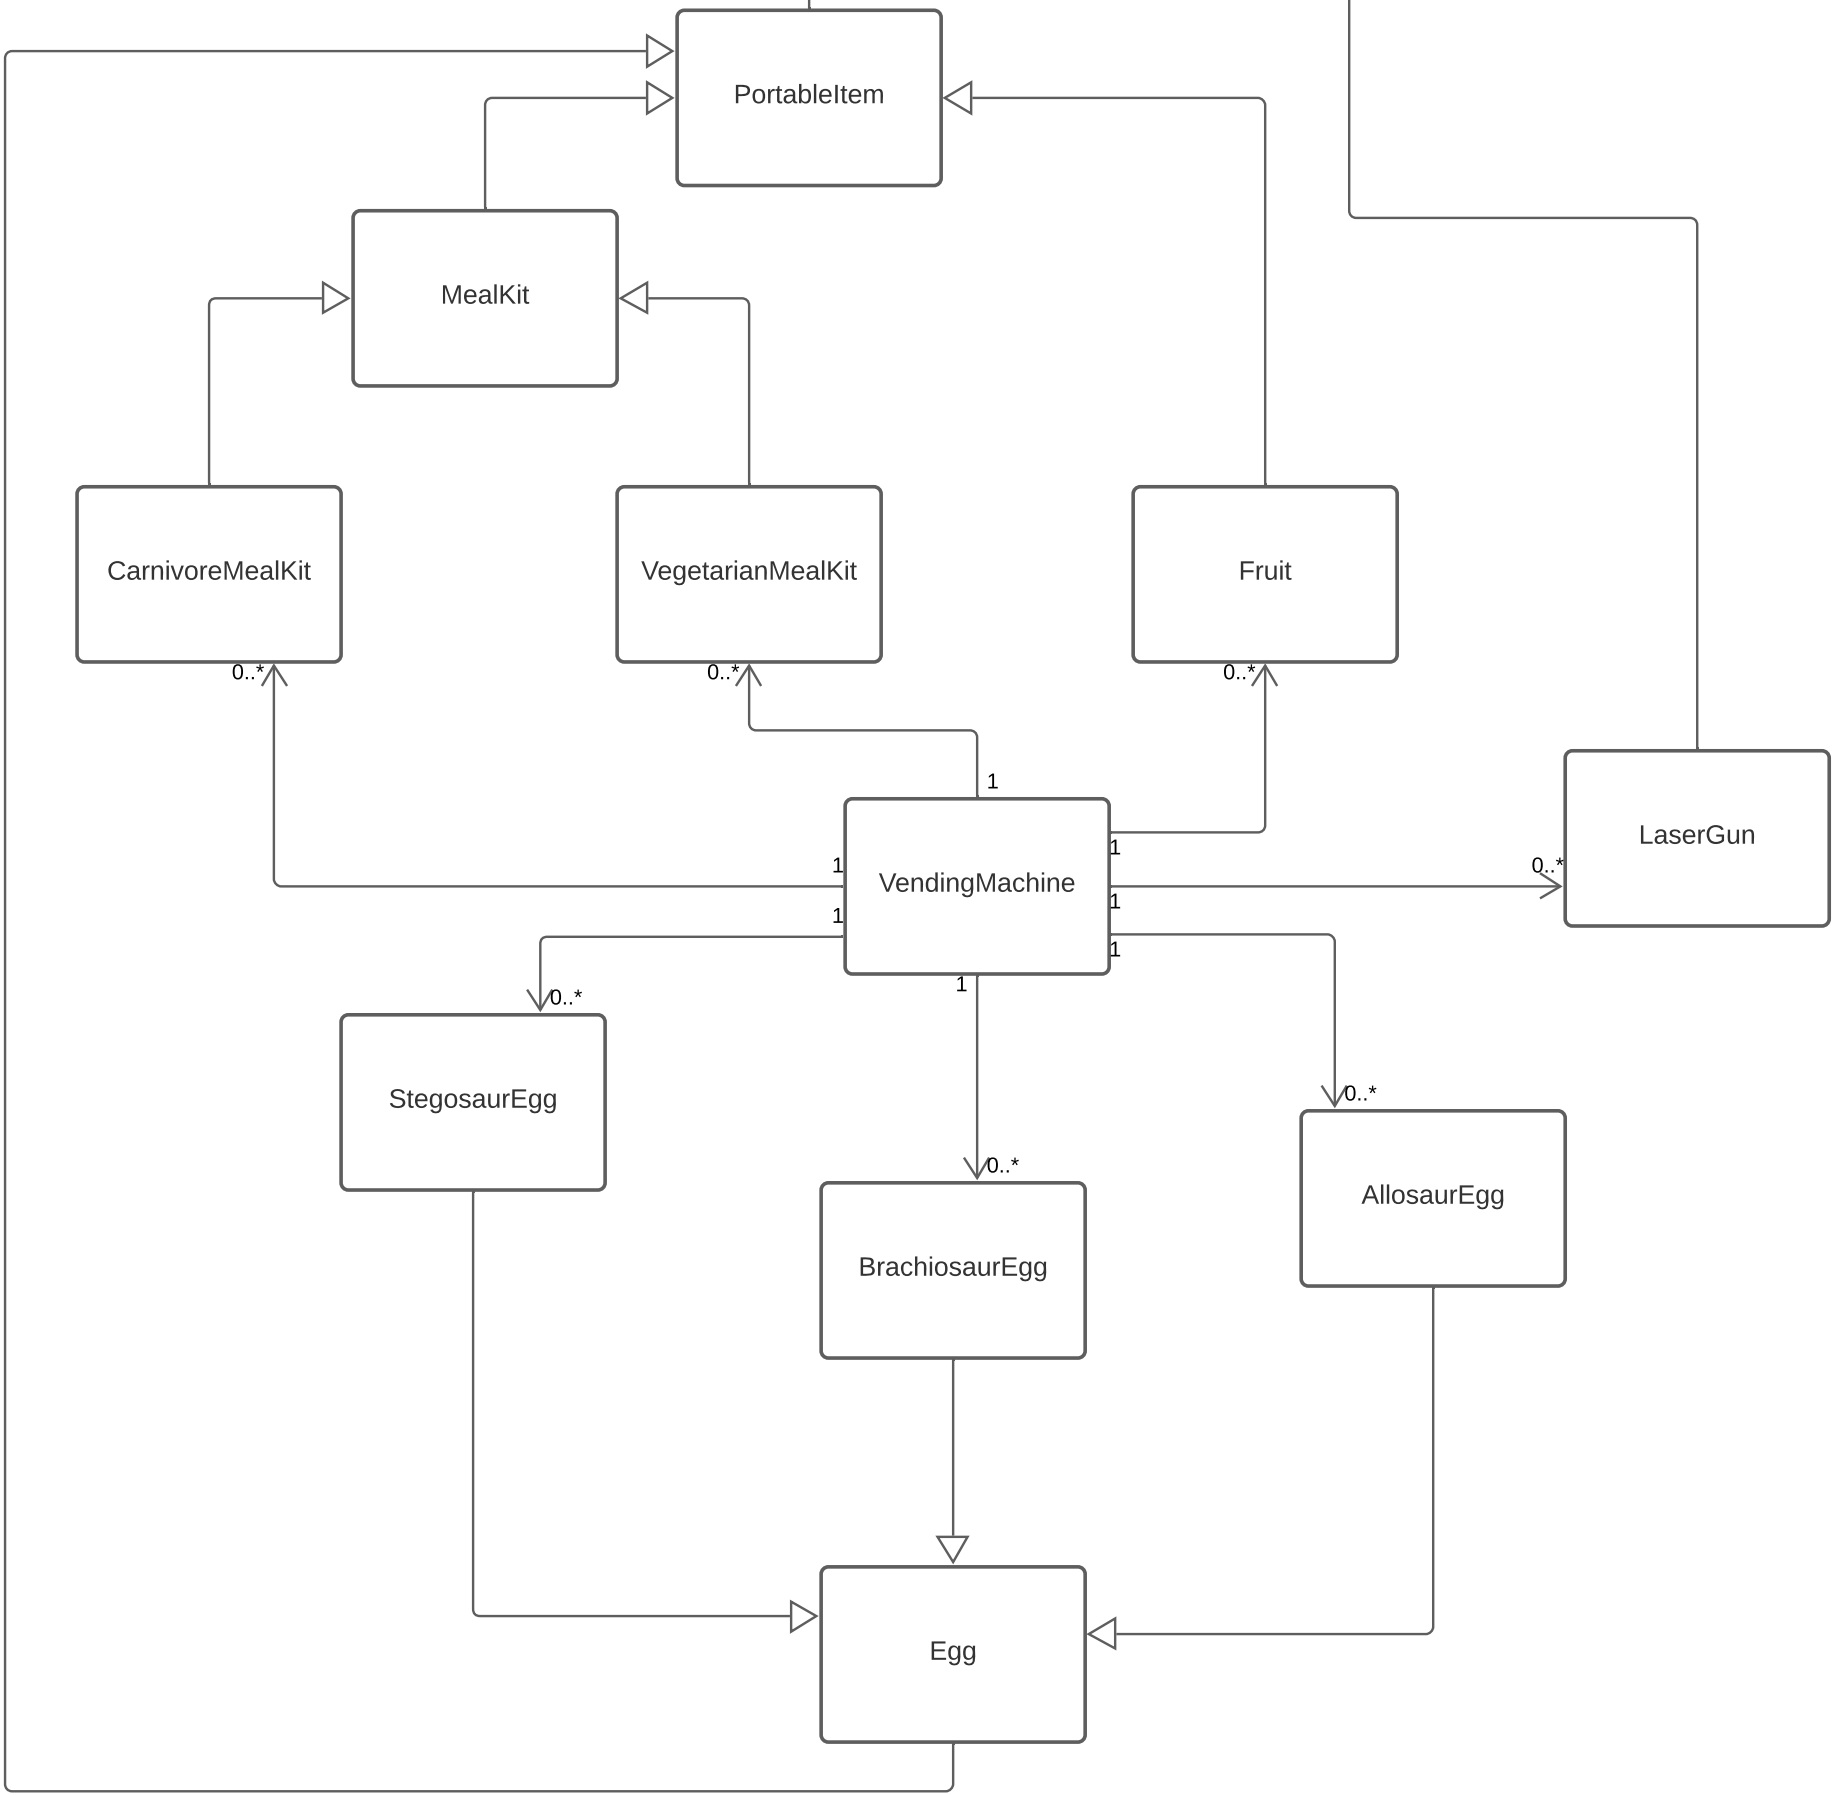 PortableItem
MealKit
CarnivoreMealKit
VegetarianMealKit
Fruit
0..*
0..*
0..*
1
LaserGun
1
1
0..*
VendingMachine
1
1
1
1
0..*
StegosaurEgg
0..*
AllosaurEgg
0..*
BrachiosaurEgg
Egg